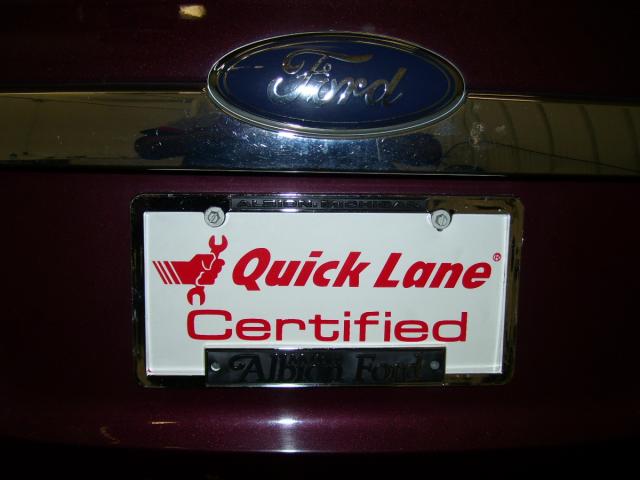 Ford
ALBION, MICHIGAN
Quick Lane®
Certified
Albion Ford